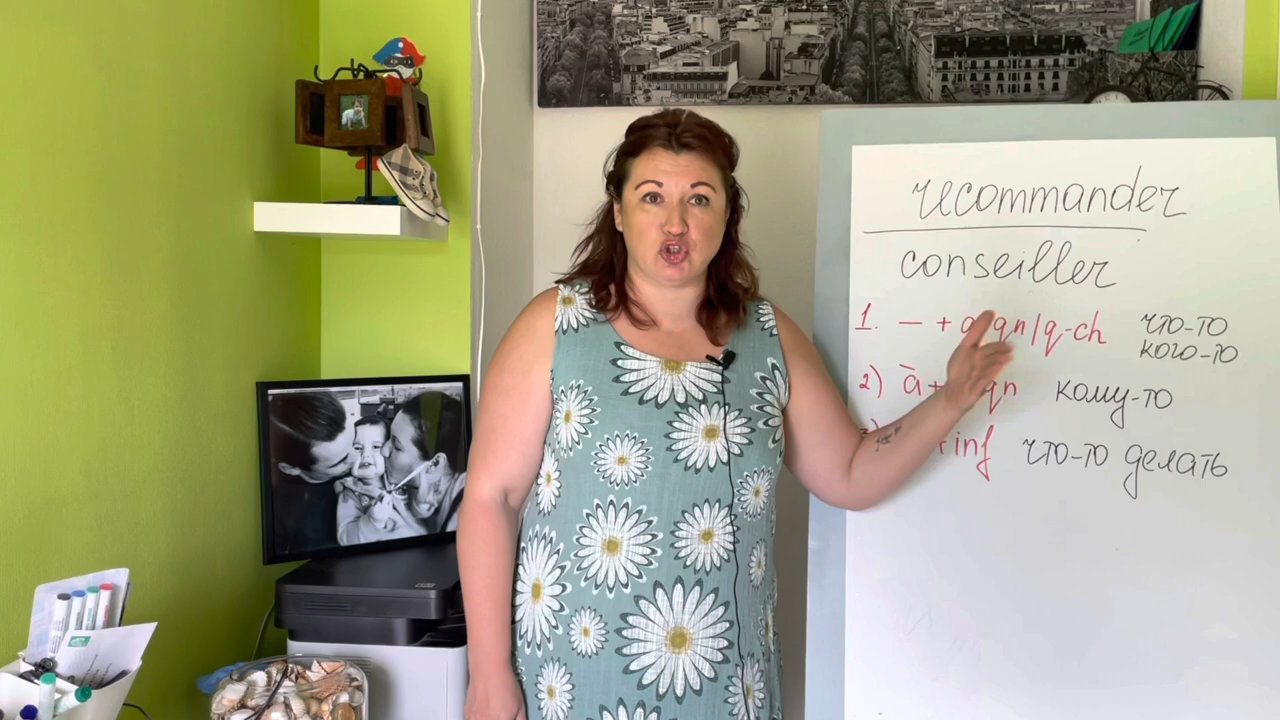 recommander
conseiller
1. — + qn/q-ch что-то
кого-то
2) à + qn кому-то
+inf что-то делать